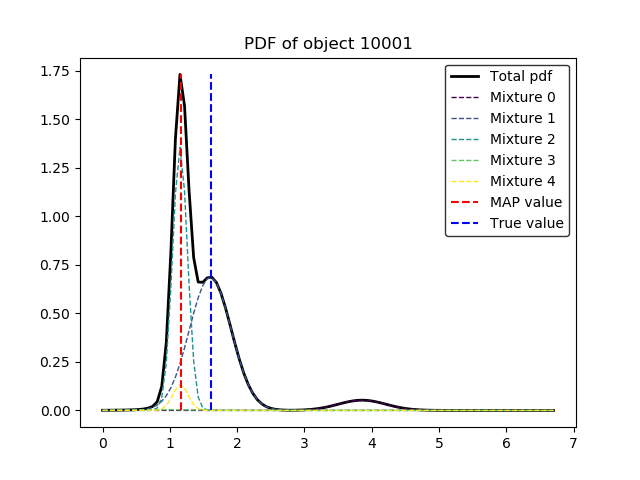 PDF of object 10001
1.75
1.50
1.25
1.00
0.75
0.50
0.25
0.00
0 1 2 3 4 5 6 7
Total pdf
Mixture 0
Mixture 1
Mixture 2
Mixture 3
Mixture 4
MAP value
True value